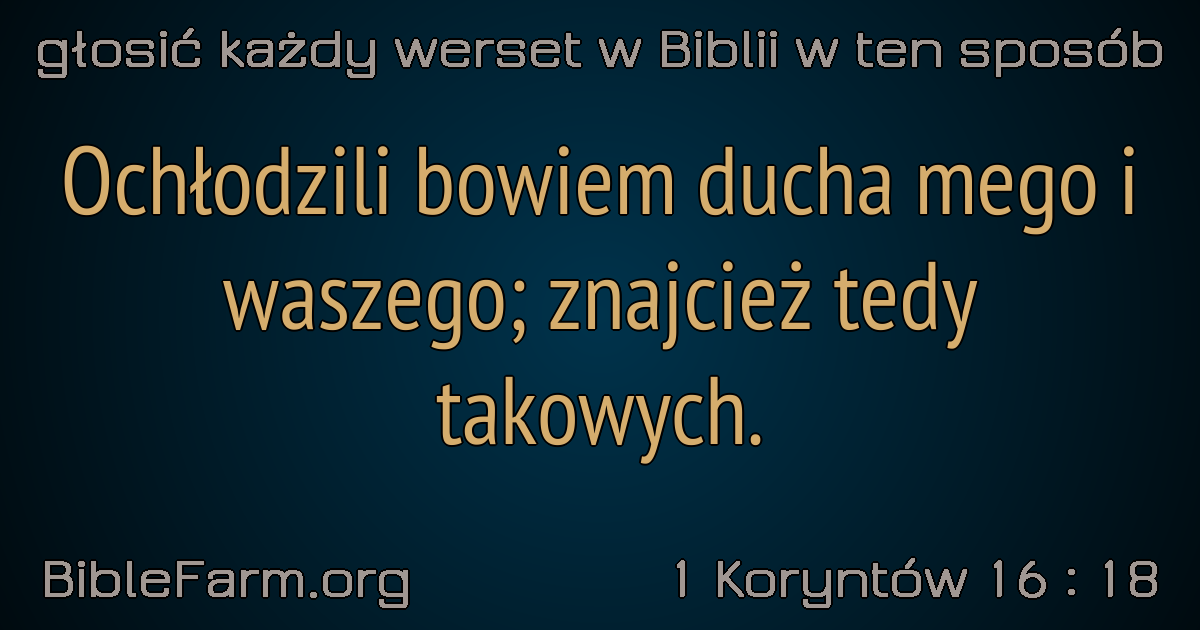 głosić każdy werset w Biblii w ten sposób
Ochłodzili bowiem ducha mego i
waszego; znajcież tedy
takowych.
BibleFarm.org
1 Koryntów 16 : 18